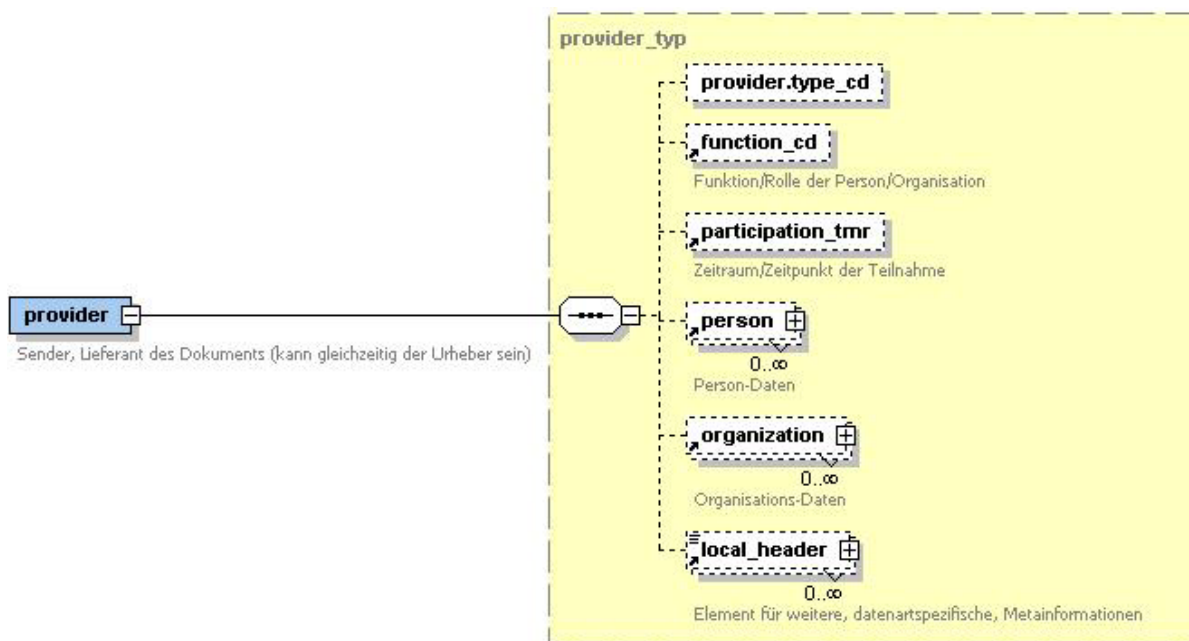 provider_typ
provider.type_cd
function_cd
Funktion/Rolle der Person/Organisation
participation_tmr
Zeitraum/Zeitpunkt der Teilnahme
provider
Sender, Lieferant des Dokuments (kann gleichzeitig der Urheber sein)
person
0..∞
Person-Daten
organization
0..∞
Organisations-Daten
local_header
0..∞
Element für weitere, datenartspezifische, Metainformationen